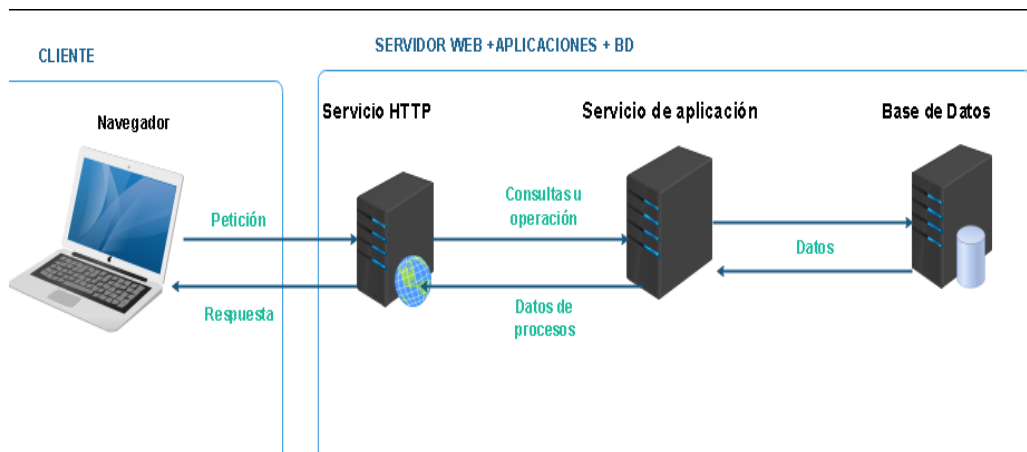 CLIENTE
SERVIDOR WEB +APLICACIONES + BD
Navegador
Servicio HTTP
Servicio de aplicación
Base de Datos
Petición
Consultas u
operación
Datos
Respuesta
Datos de
procesos